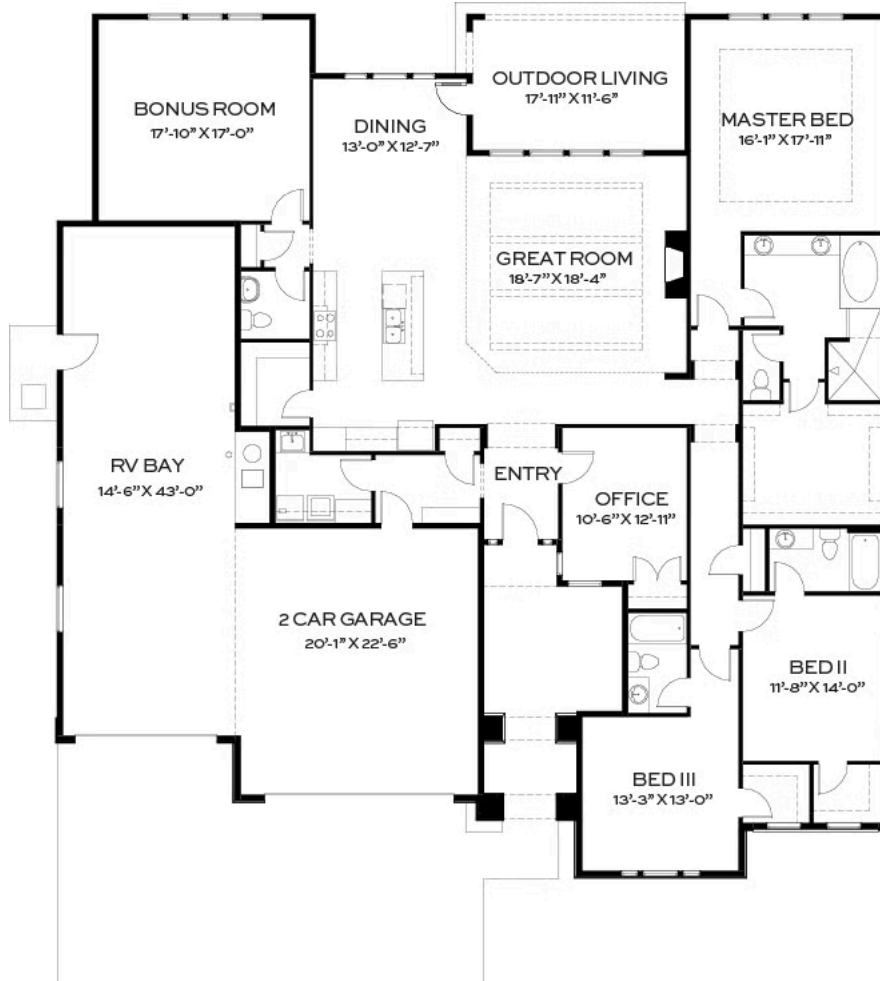 BONUS ROOM
17'-10" X 17'-0"
OUTDOOR LIVING
17'-11" X 11'-6"
DINING
13'-0" X 12'-7"
MASTER BED
16'-1" X 17'-11"
GREAT ROOM
18'-7" X 18'-4"
RV BAY
14'-6" X 43'-0"
ENTRY
OFFICE
10'-6" X 12'-11"
2 CAR GARAGE
20'-1" X 22'-6"
BED II
11'-8" X 14'-0"
BED III
13'-3" X 13'-0"